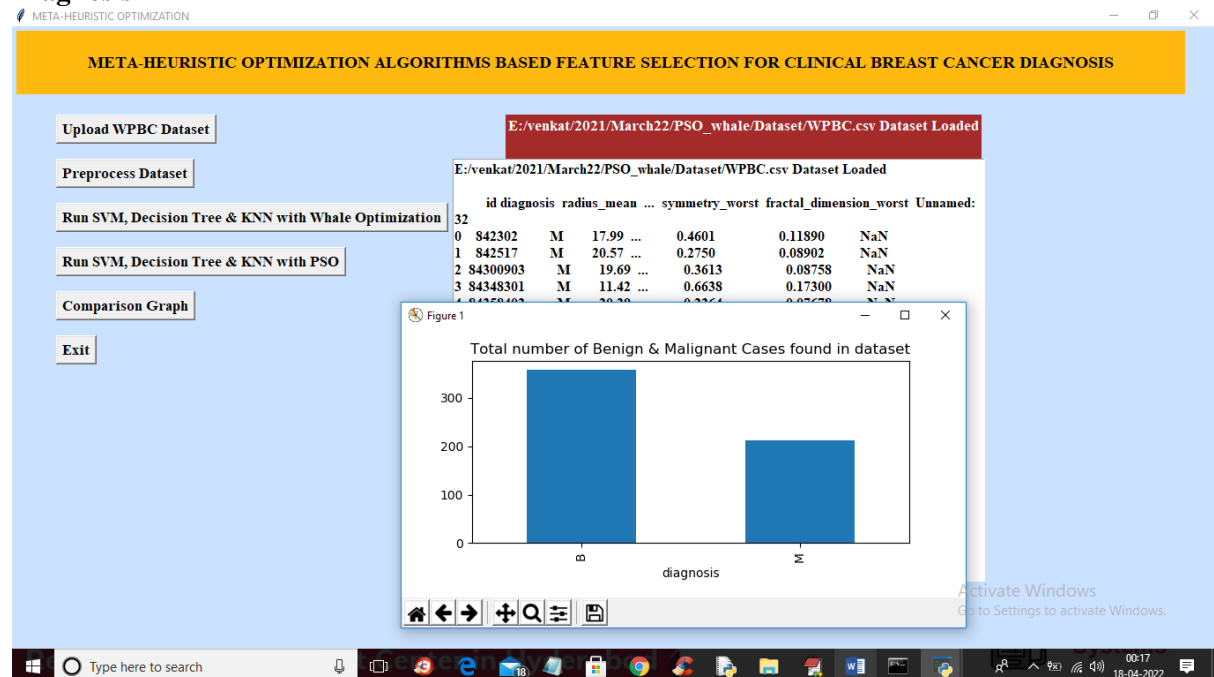 META-HEURISTIC OPTIMIZATION
META-HEURISTIC OPTIMIZATION ALGORITHMS BASED FEATURE SELECTION FOR CLINICAL BREAST CANCER DIAGNOSIS
Upload WPBC Dataset
Preprocess Dataset
Run SVM, Decision Tree & KNN with Whale Optimization
Run SVM, Decision Tree & KNN with PSO
Comparison Graph
Exit
E:/venkat/2021/March22/PSO_whale/Dataset/WPBC.csv Dataset Loaded
E:/venkat/2021/March22/PSO_whale/Dataset/WPBC.csv Dataset Loaded
id diagnosis radius_mean ... symmetry_worst fractal_dimension_worst Unnamed:
32
0 842302 M 17.99 ... 0.4601 0.11890 NaN
1 842517 M 20.57 ... 0.2750 0.08902 NaN
2 84300903 M 19.69 ... 0.3613 0.08758 NaN
3 84348301 M 11.42 ... 0.6638 0.17300 NaN
Figure 1
Total number of Benign & Malignant Cases found in dataset
300
200
100
0
B
M
diagnosis
Activate Windows
Go to Settings to activate Windows.
Type here to search
18
00:17
18-04-2022